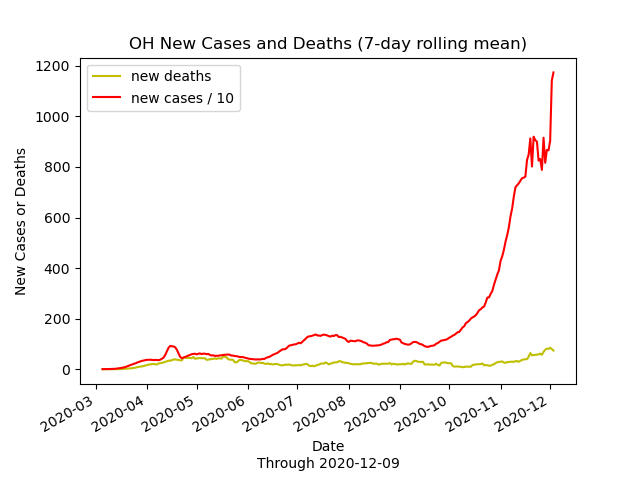 OH New Cases and Deaths (7-day rolling mean)
new deaths
new cases / 10
New Cases or Deaths
1200
1000
800
600
400
200
0
2020-03
2020-04
2020-05
2020-06
2020-07
2020-08
2020-09
2020-10
2020-11
2020-12
Date
Through 2020-12-09